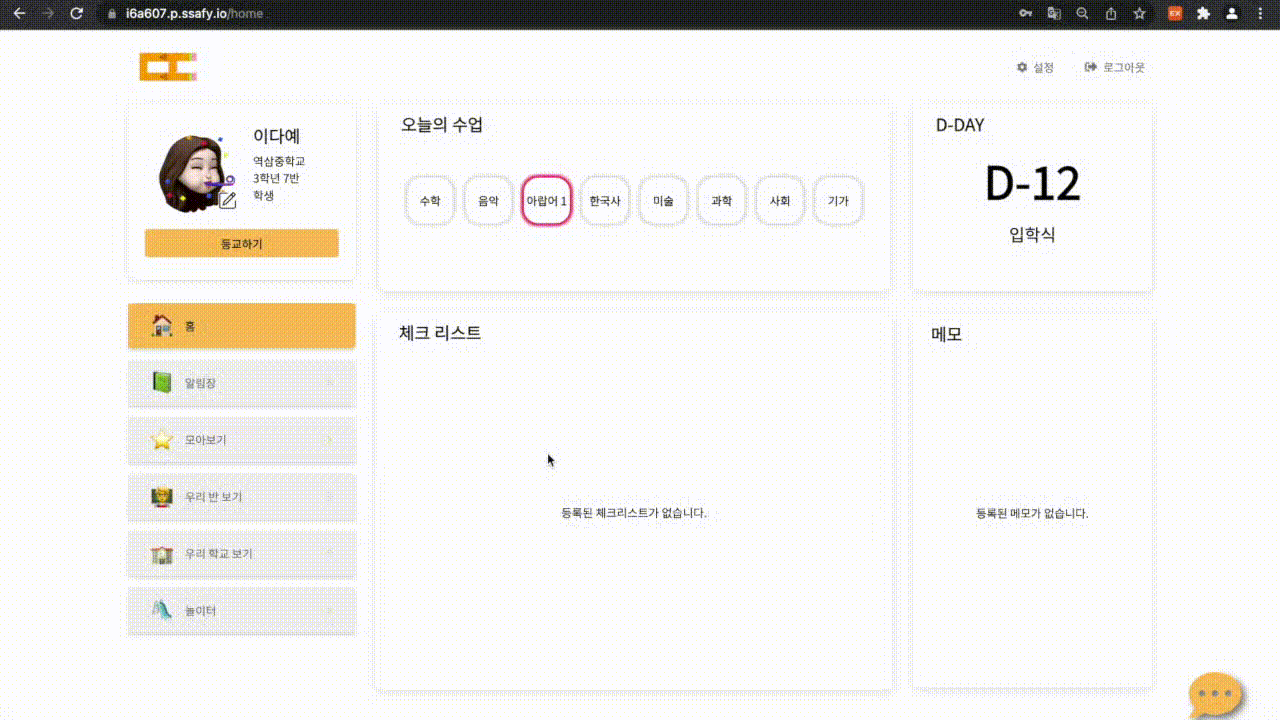 i6a607.p.ssafy.io/home
설정
로그아웃
이다예
역삼중학교
3학년 7반
학생
등교하기
홈
알림장
모아보기
우리 반 보기
우리 학교 보기
놀이터
오늘의 수업
수학
음악
아랍어 1
한국사
미술
과학
사회
기가
D-DAY
D-12
입학식
체크 리스트
등록된 체크리스트가 없습니다.
메모
등록된 메모가 없습니다.